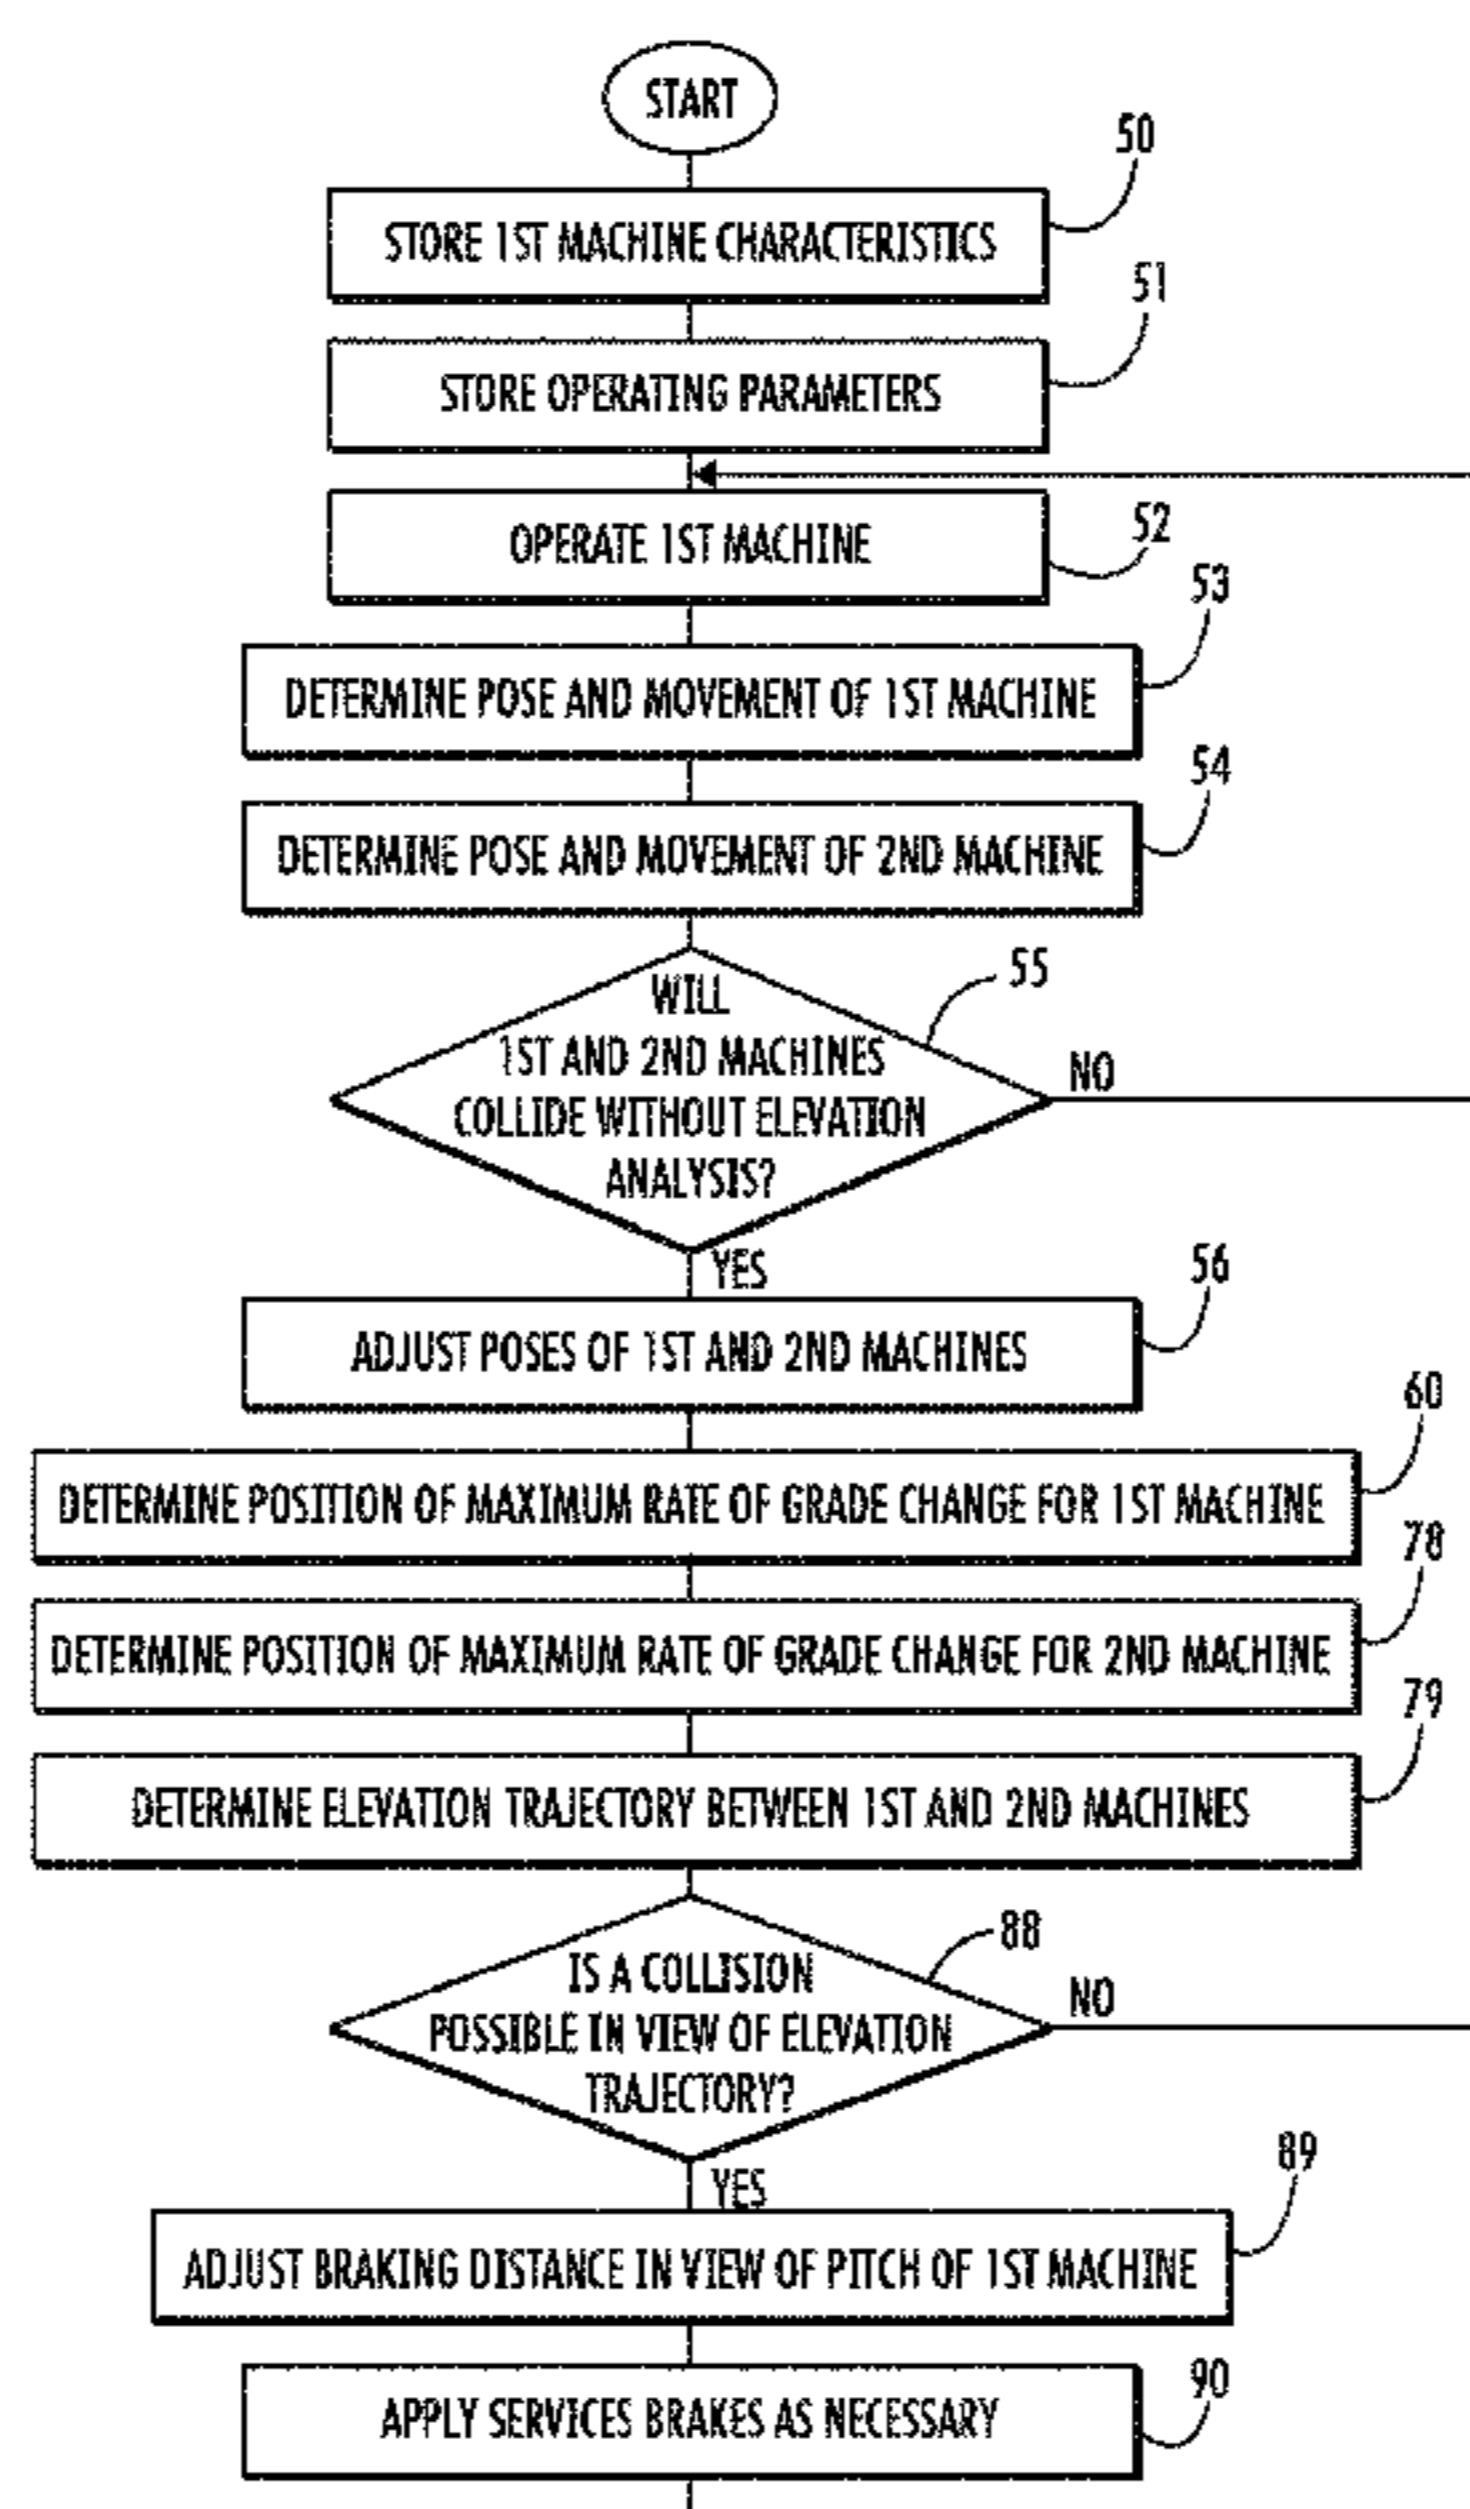 START
50
STORE 1ST MACHINE CHARACTERISTICS
51
STORE OPERATING PARAMETERS
52
OPERATE 1ST MACHINE
53
DETERMINE POSE AND MOVEMENT OF 1ST MACHINE
54
DETERMINE POSE AND MOVEMENT OF 2ND MACHINE
55
WILL
1ST AND 2ND MACHINES
COLLIDE WITHOUT ELEVATION
ANALYSIS?
NO
YES
56
ADJUST POSES OF 1ST AND 2ND MACHINES
60
DETERMINE POSITION OF MAXIMUM RATE OF GRADE CHANGE FOR 1ST MACHINE
78
DETERMINE POSITION OF MAXIMUM RATE OF GRADE CHANGE FOR 2ND MACHINE
79
DETERMINE ELEVATION TRAJECTORY BETWEEN 1ST AND 2ND MACHINES
88
IS A COLLISION
POSSIBLE IN VIEW OF ELEVATION
TRAJECTORY?
NO
YES
89
ADJUST BRAKING DISTANCE IN VIEW OF PITCH OF 1ST MACHINE
90
APPLY SERVICES BRAKES AS NECESSARY